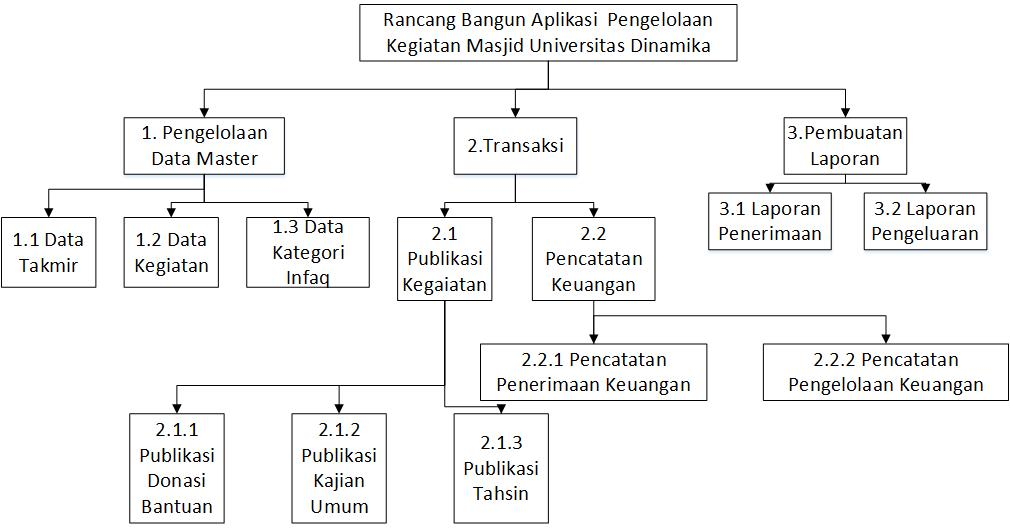 Rancang Bangun Aplikasi  Pengelolaan
Kegiatan Masjid Universitas Dinamika
1. Pengelolaan
Data Master
2.Transaksi
3.Pembuatan
Laporan
1.1 Data
Takmir
1.2 Data
Kegiatan
1.3 Data
Kategori
Infaq
2.1
Publikasi
Kegaiatan
2.2
Pencatatan
Keuangan
3.1 Laporan
Penerimaan
3.2 Laporan
Pengeluaran
2.2.1 Pencatatan
Penerimaan Keuangan
2.2.2 Pencatatan
Pengelolaan Keuangan
2.1.1
Publikasi
Donasi
Bantuan
2.1.2
Publikasi
Kajian
Umum
2.1.3
Publikasi
Tahsin